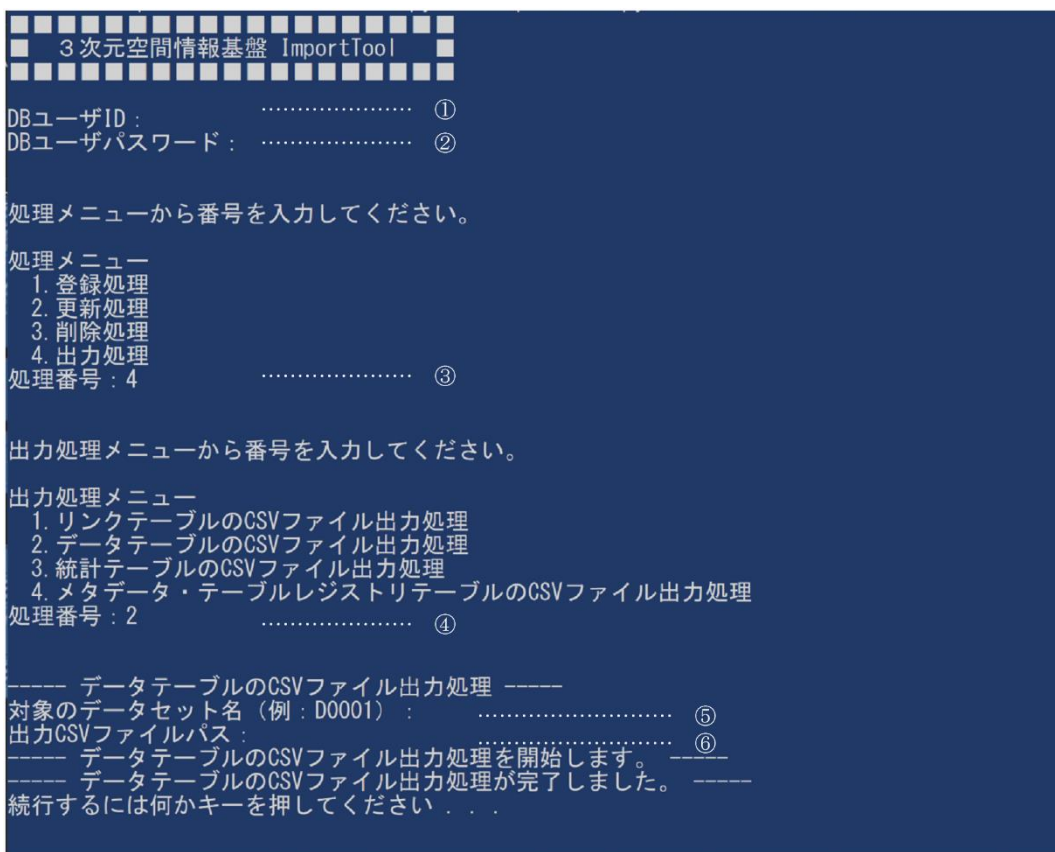 ■■■■■■■■■■■■■■■■■■■
■ 3次元空間情報基盤 ImportTool ■
■■■■■■■■■■■■■■■■■■■
DBユーザID: ..................... ①
DBユーザパスワード: ..................... ②
処理メニューから番号を入力してください。
処理メニュー
1.登録処理
2.更新処理
3.削除処理
4.出力処理
処理番号:4 ..................... ③
出力処理メニューから番号を入力してください。
出力処理メニュー
1.リンクテーブルのCSVファイル出力処理
2.データテーブルのCSVファイル出力処理
3.統計テーブルのCSVファイル出力処理
4.メタデータ・テーブルレジストリテーブルのCSVファイル出力処理
処理番号:2 ..................... ④
----- データテーブルのCSVファイル出力処理 -----
対象のデータセット名(例:D0001): ........................... ⑤
出力CSVファイルパス: ........................... ⑥
----- データテーブルのCSVファイル出力処理を開始します。 -----
----- データテーブルのCSVファイル出力処理が完了しました。 -----
続行するには何かキーを押してください . . .